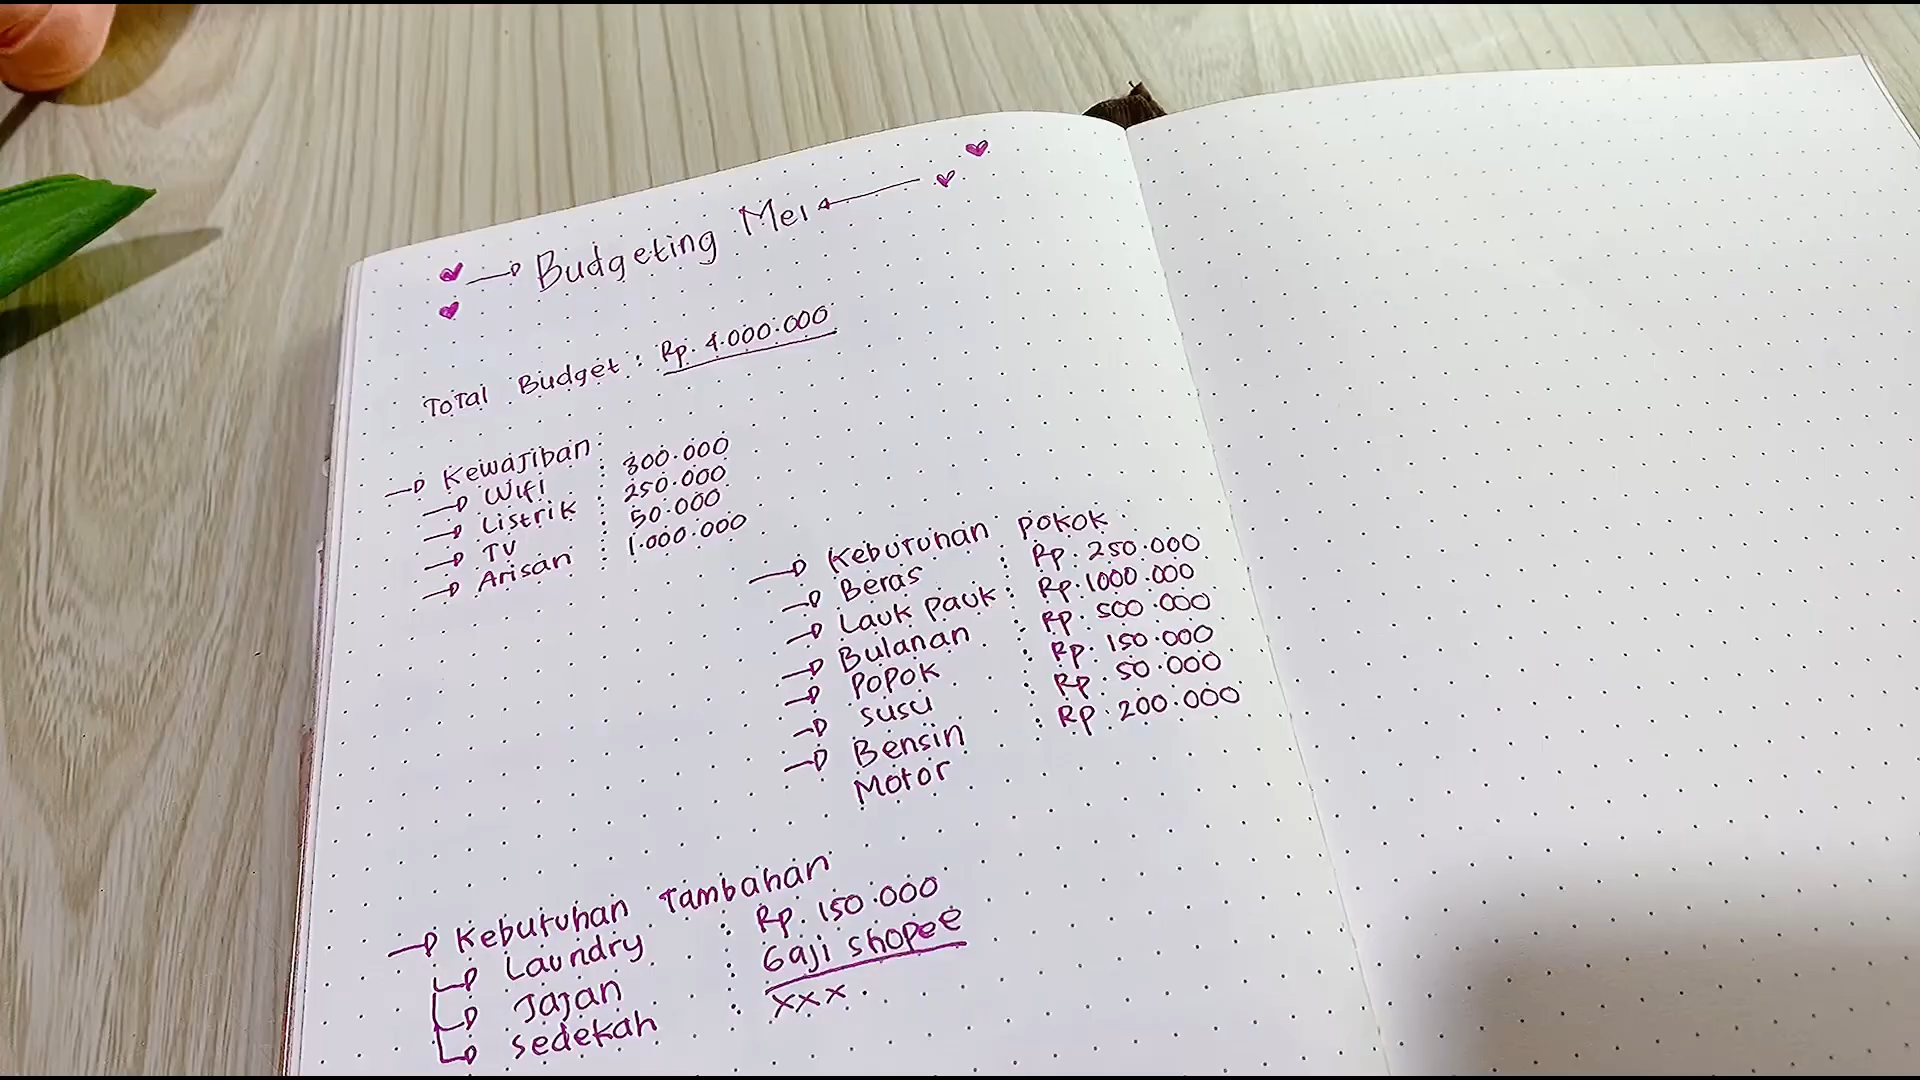 Budgeting Mei
Total Budget : Rp. 4.000.000
Kewajiban :
Wifi : 300.000
Listrik : 250.000
TV : 50.000
Arisan : 1.000.000
Kebutuhan Pokok
Beras : Rp. 250.000
Lauk Pauk : Rp. 1000.000
Bulanan : Rp. 500.000
Popok : Rp. 150.000
Susu : Rp. 50.000
Bensin : Rp. 200.000
Motor
Kebutuhan Tambahan
Laundry : Rp. 150.000
Jajan : Gaji Shopee
Sedekah : xxx.